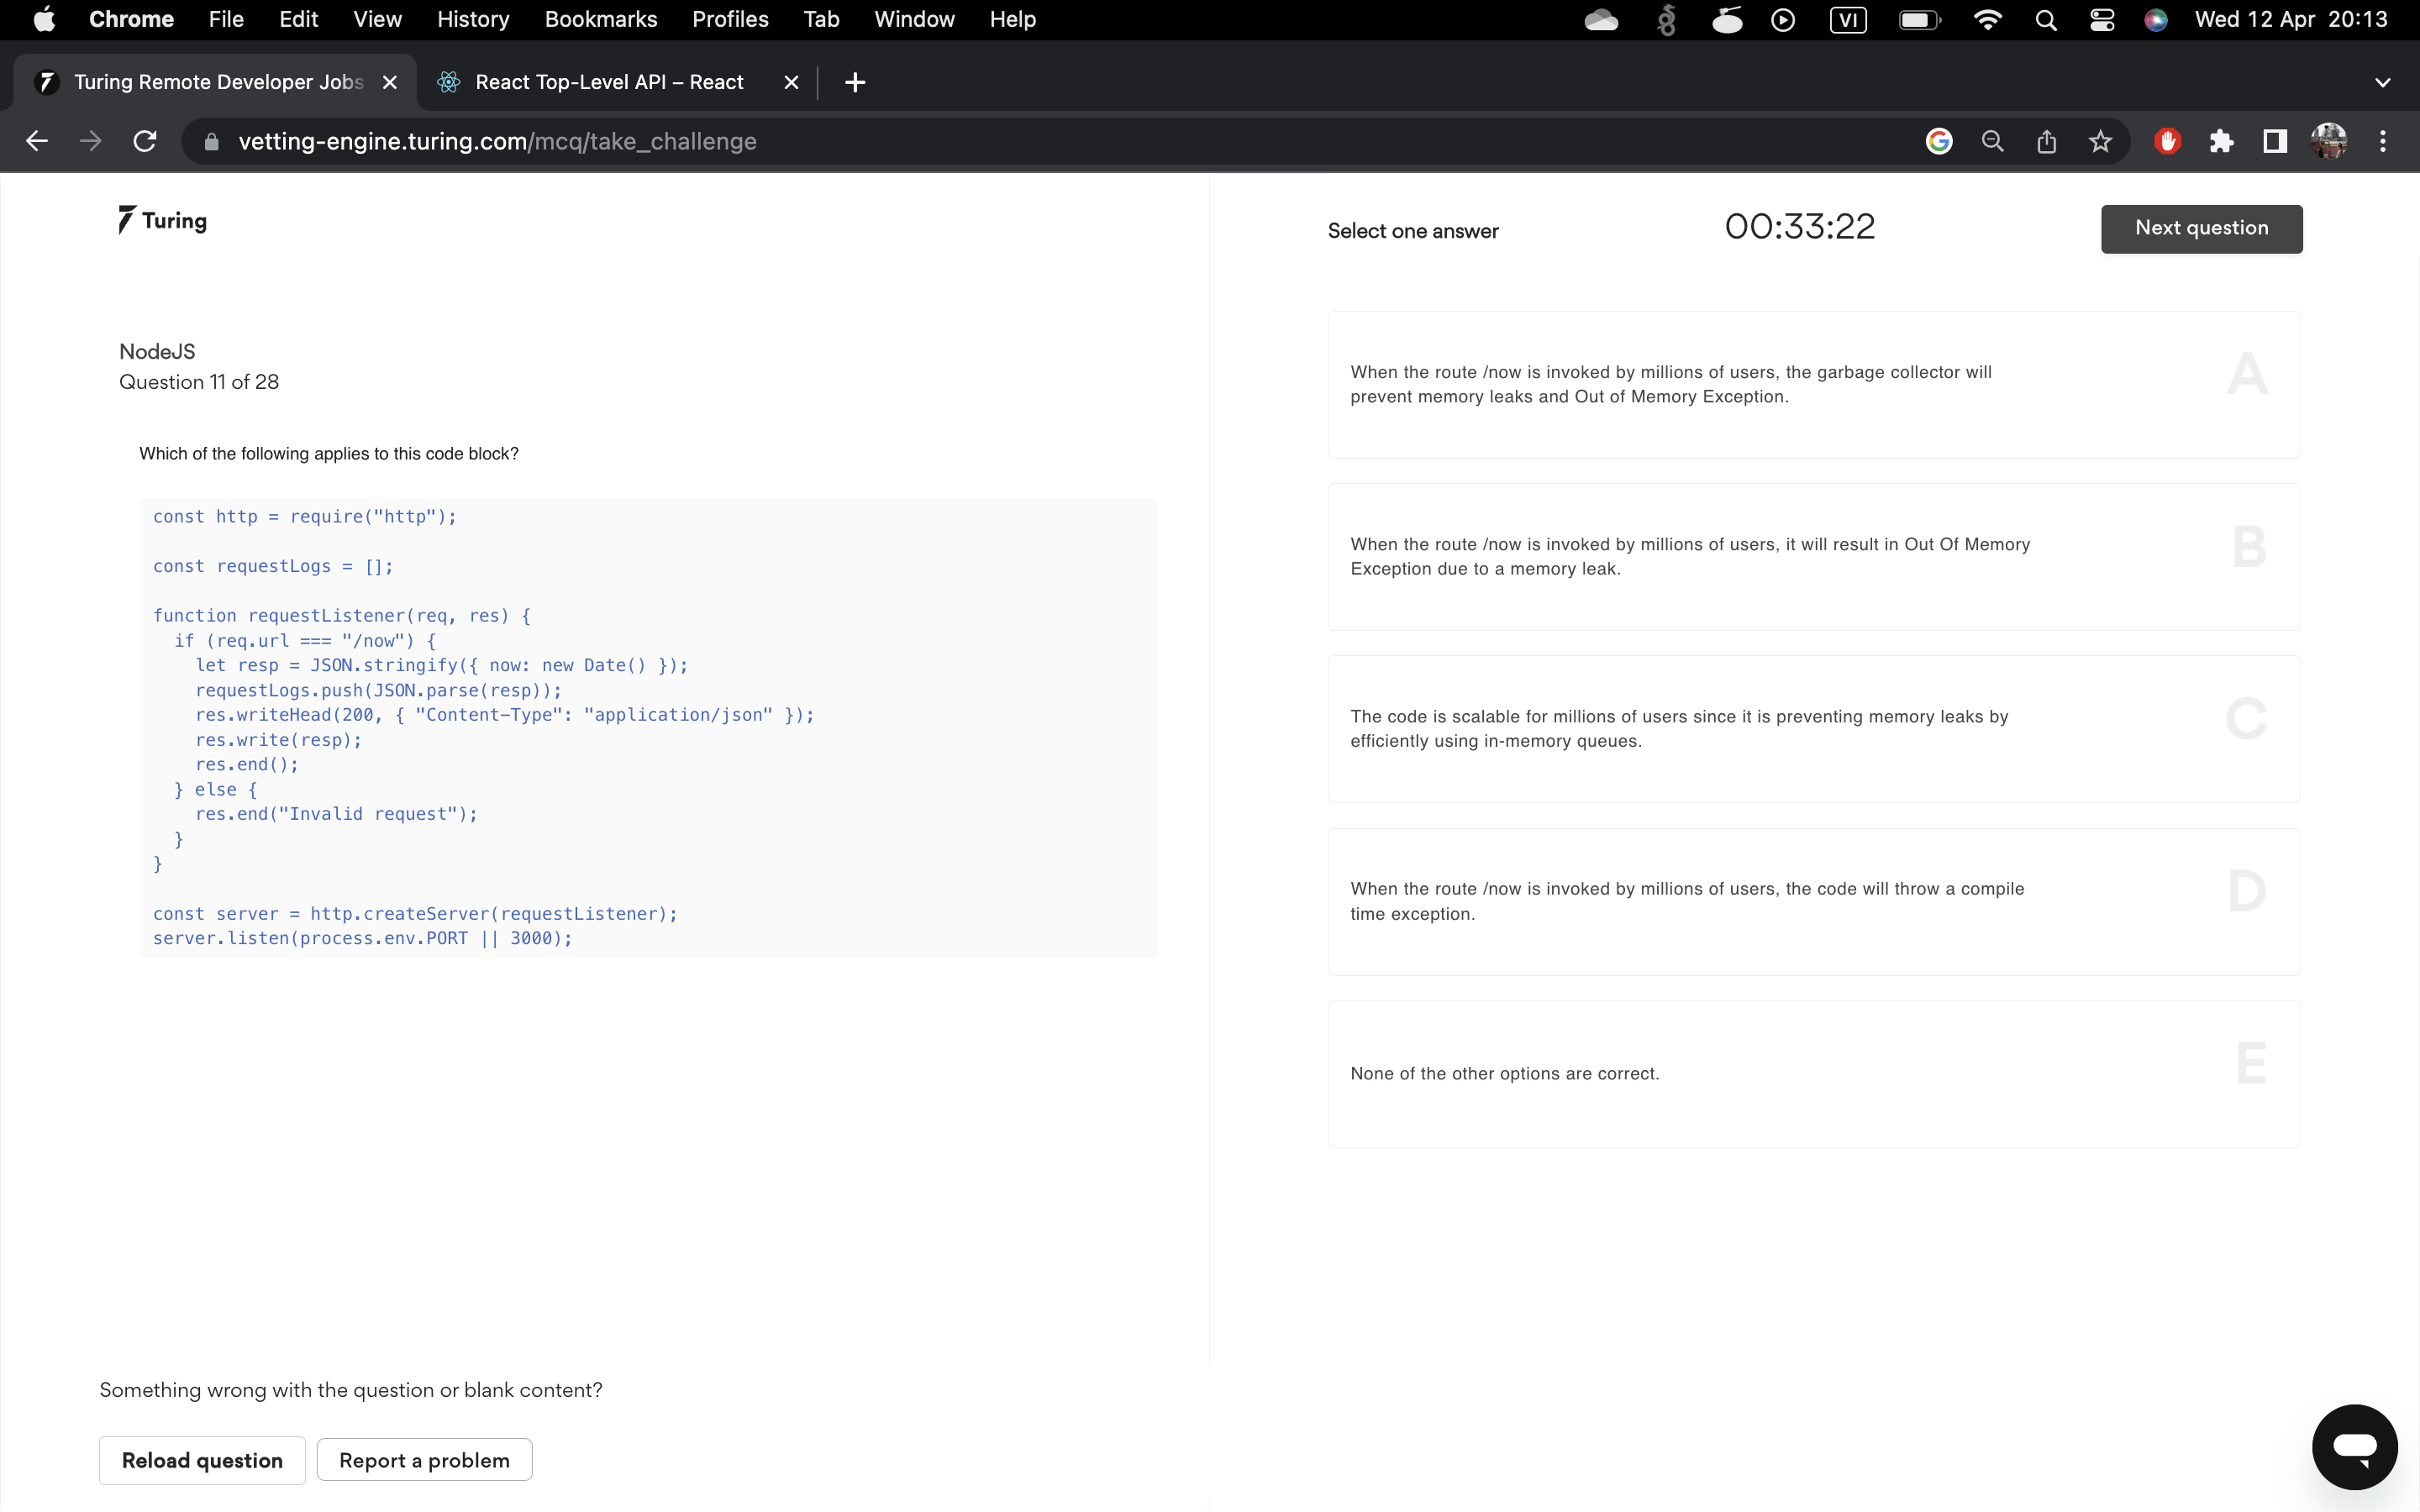 Chrome File Edit View History Bookmarks Profiles Tab Window Help VI Wed 12 Apr 20:13
Turing Remote Developer Jobs React Top-Level API – React
vetting-engine.turing.com/mcq/take_challenge
Turing
Select one answer
00:33:22
Next question
NodeJS
Question 11 of 28
Which of the following applies to this code block?
const http = require("http");
const requestLogs = [];
function requestListener(req, res) {
if (req.url === "/now") {
let resp = JSON.stringify({ now: new Date() });
requestLogs.push(JSON.parse(resp));
res.writeHead(200, { "Content-Type": "application/json" });
res.write(resp);
res.end();
} else {
res.end("Invalid request");
}
}
const server = http.createServer(requestListener);
server.listen(process.env.PORT || 3000);
When the route /now is invoked by millions of users, the garbage collector will
prevent memory leaks and Out of Memory Exception.
A
When the route /now is invoked by millions of users, it will result in Out Of Memory
Exception due to a memory leak.
B
The code is scalable for millions of users since it is preventing memory leaks by
efficiently using in-memory queues.
C
When the route /now is invoked by millions of users, the code will throw a compile
time exception.
D
None of the other options are correct.
E
Something wrong with the question or blank content?
Reload question Report a problem